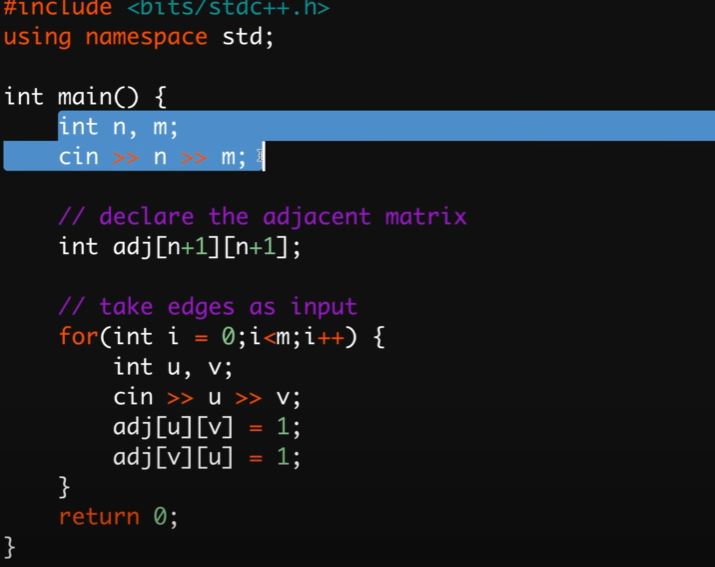 #include <bits/stdc++.h>
using namespace std;
int main() {
    int n, m;
    cin >> n >> m;
    // declare the adjacent matrix
    int adj[n+1][n+1];
    // take edges as input
    for(int i = 0;i<m;i++) {
        int u, v;
        cin >> u >> v;
        adj[u][v] = 1;
        adj[v][u] = 1;
    }
    return 0;
}